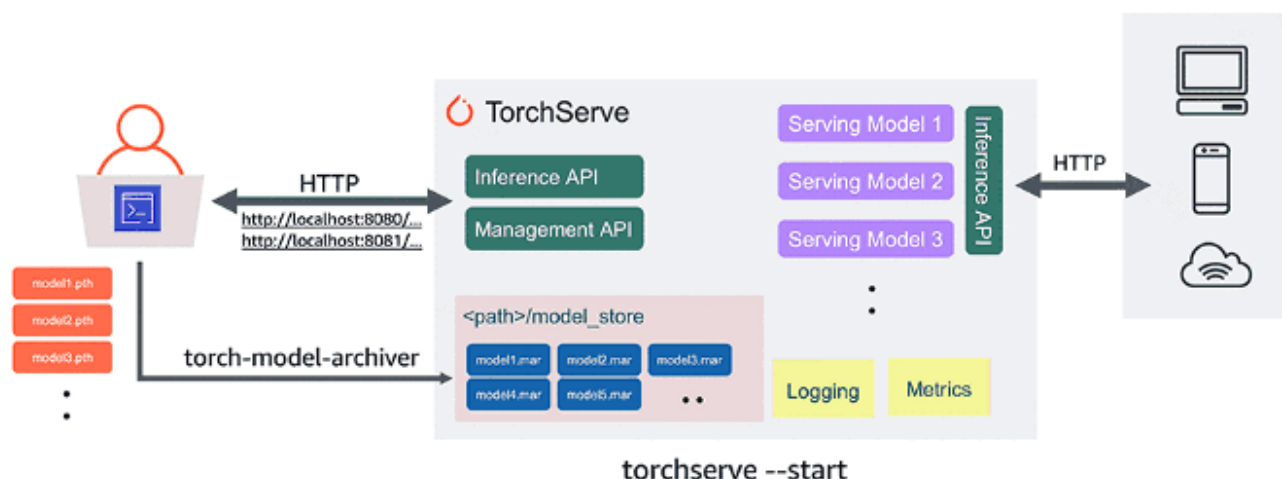 TorchServe
HTTP
http://localhost:8080/...
http://localhost:8081/...
Inference API
Management API
Serving Model 1
Serving Model 2
Serving Model 3
Inference API
HTTP
model1.pth
model2.pth
model3.pth
torch-model-archiver
<path>/model_store
model1.mar
model2.mar
model3.mar
model4.mar
model5.mar
Logging
Metrics
torchserve --start